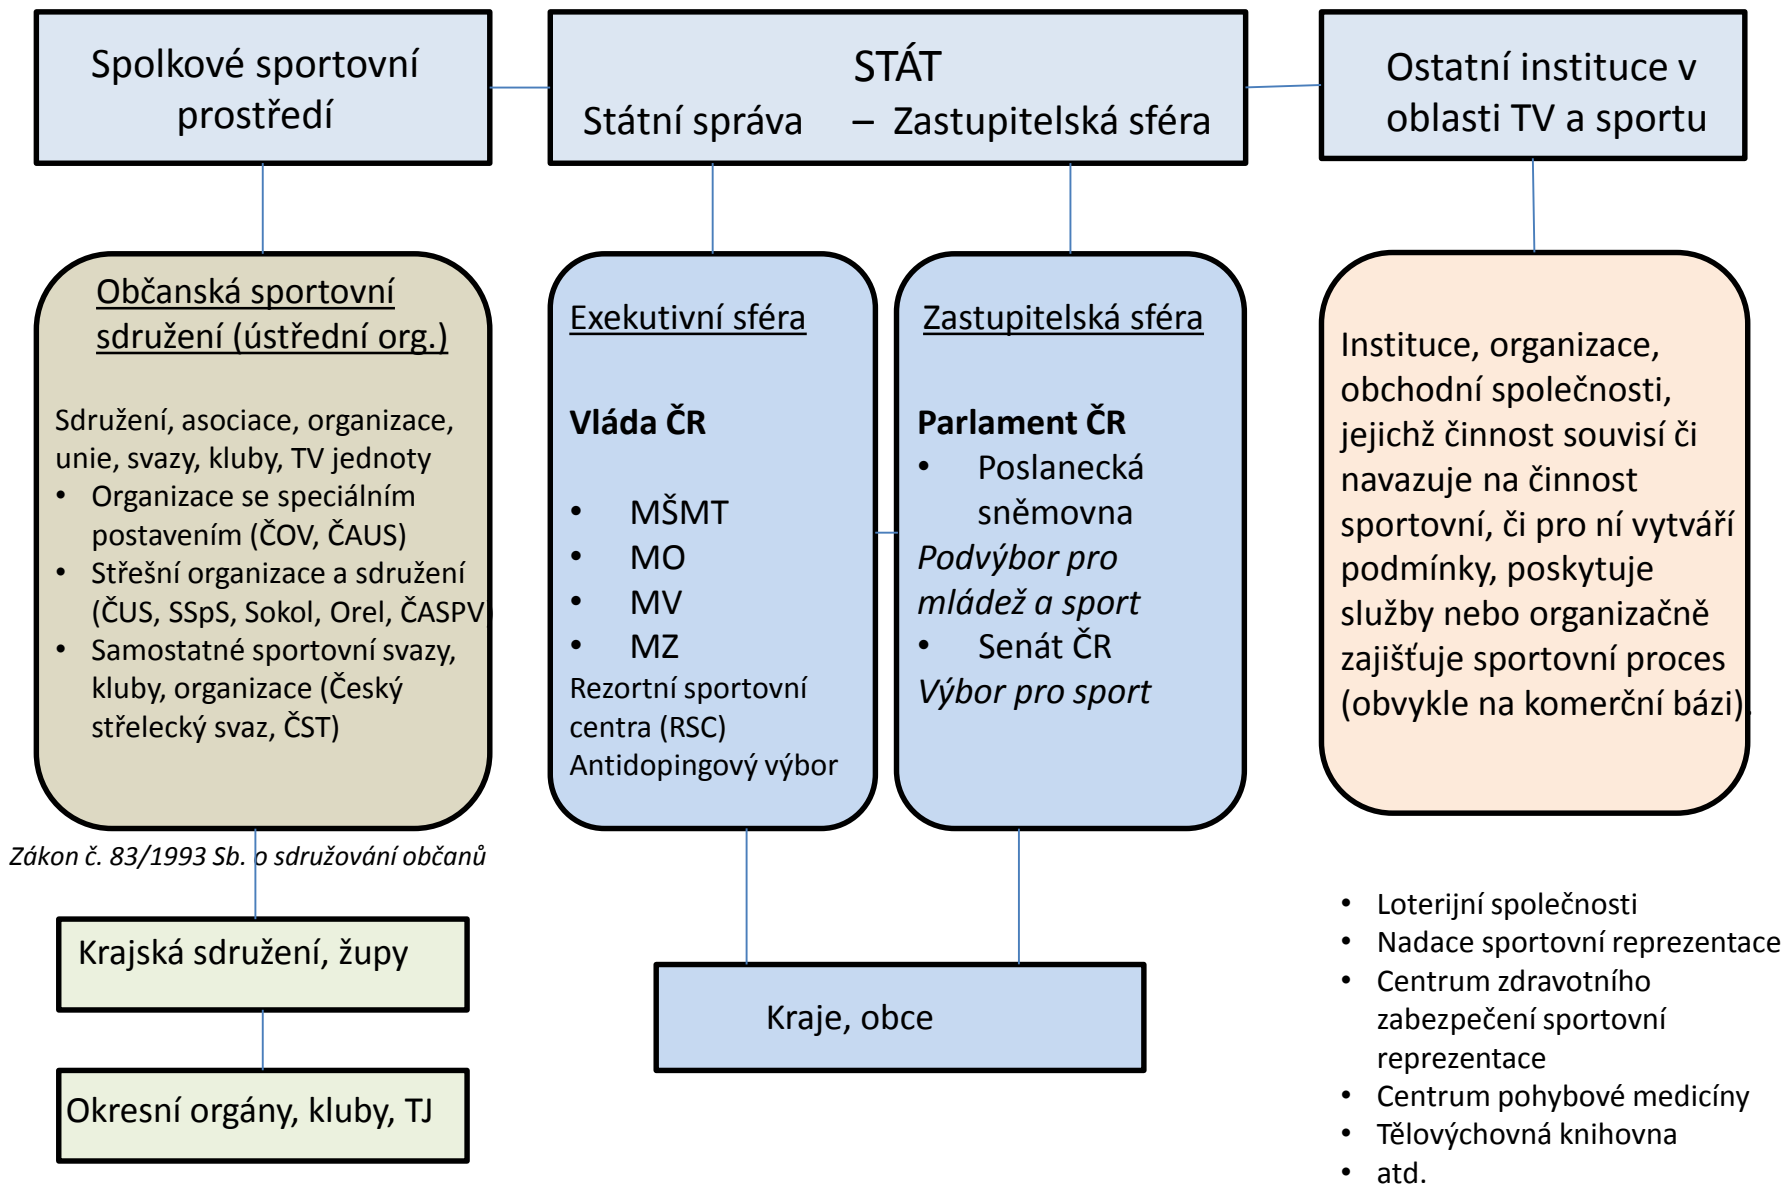 Spolkové sportovní
prostředí
STÁT
Státní správa – Zastupitelská sféra
Ostatní instituce v
oblasti TV a sportu
Občanská sportovní
sdružení (ústřední org.)
Sdružení, asociace, organizace,
unie, svazy, kluby, TV jednoty
• Organizace se speciálním
postavením (ČOV, ČAUS)
• Střešní organizace a sdružení
(ČUS, SSpS, Sokol, Orel, ČASPV)
• Samostatné sportovní svazy,
kluby, organizace (Český
střelecký svaz, ČST)
Zákon č. 83/1993 Sb. o sdružování občanů
Krajská sdružení, župy
Okresní orgány, kluby, TJ
Exekutivní sféra
Vláda ČR
• MŠMT
• MO
• MV
• MZ
Rezortní sportovní
centra (RSC)
Antidopingový výbor
Zastupitelská sféra
Parlament ČR
• Poslanecká
sněmovna
Podvýbor pro
mládež a sport
• Senát ČR
Výbor pro sport
Kraje, obce
Instituce, organizace,
obchodní společnosti,
jejichž činnost souvisí či
navazuje na činnost
sportovní, či pro ní vytváří
podmínky, poskytuje
služby nebo organizačně
zajišťuje sportovní proces
(obvykle na komerční bázi).
• Loterijní společnosti
• Nadace sportovní reprezentace
• Centrum zdravotního
zabezpečení sportovní
reprezentace
• Centrum pohybové medicíny
• Tělovýchovná knihovna
• atd.